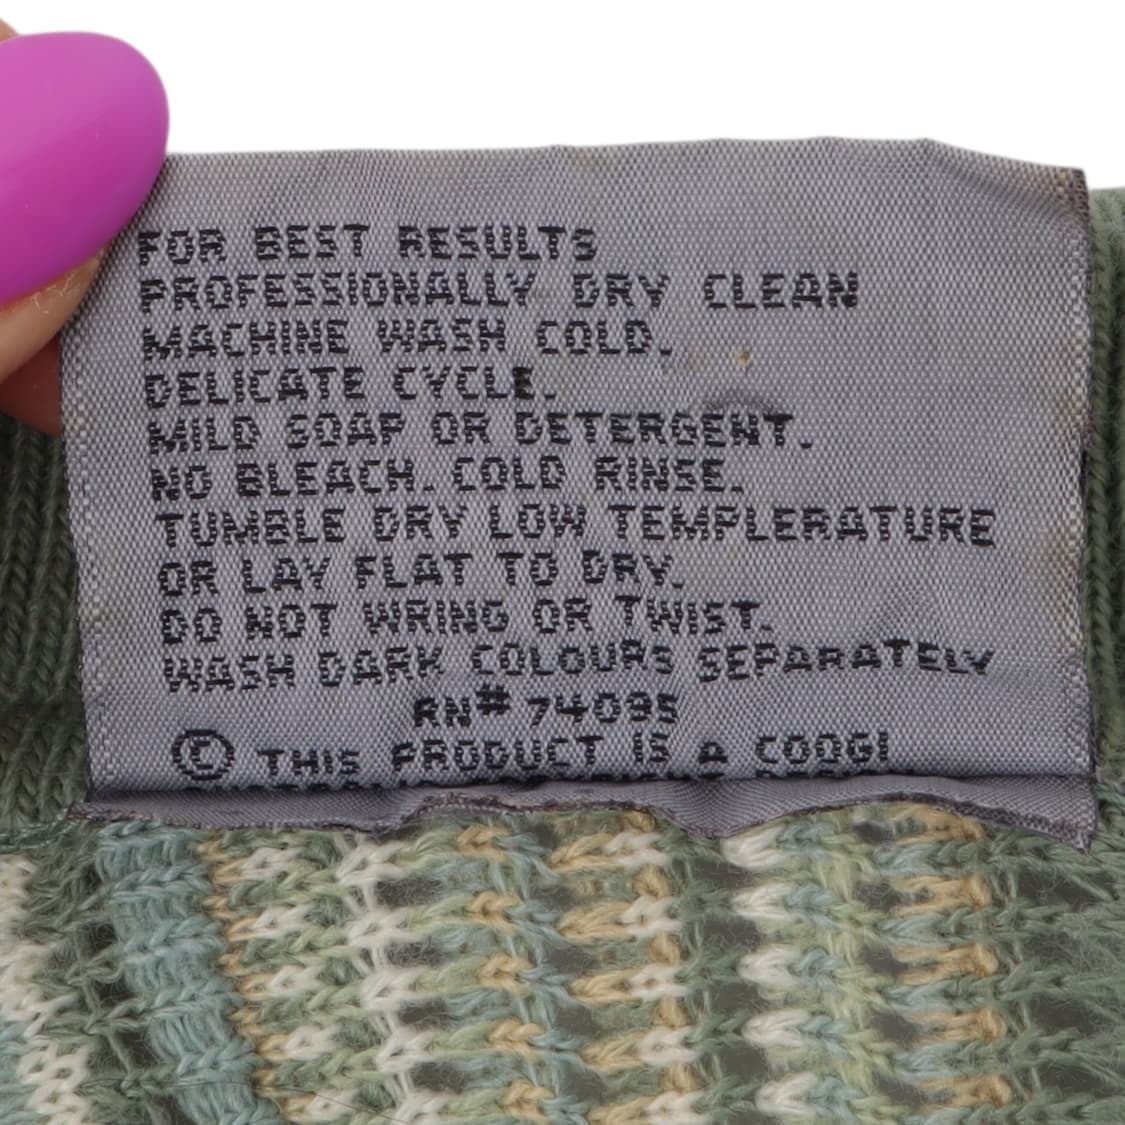 FOR BEST RESULTS
PROFESSIONALLY DRY CLEAN
MACHINE WASH COLD.
DELICATE CYCLE.
MILD SOAP OR DETERGENT.
NO BLEACH. COLD RINSE.
TUMBLE DRY LOW TEMPLERATURE
OR LAY FLAT TO DRY.
DO NOT WRING OR TWIST.
WASH DARK COLOURS SEPARATELY
RN# 74095
© THIS PRODUCT IS A COOGI